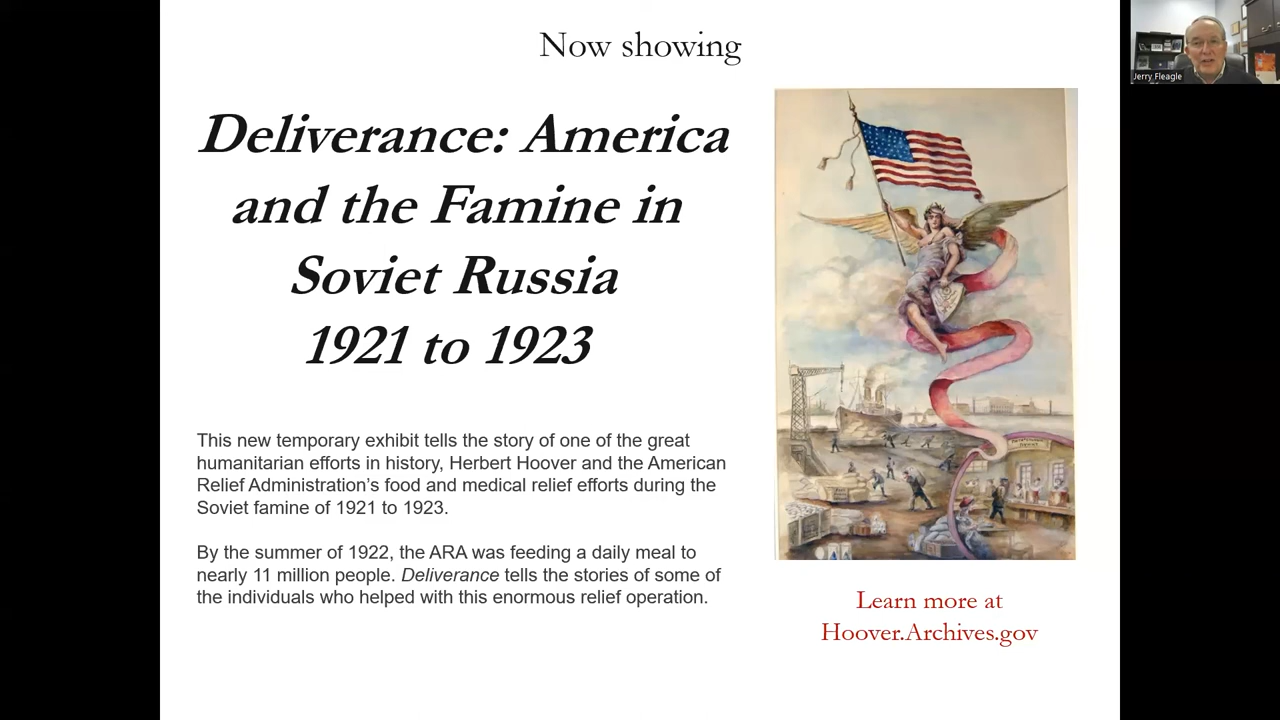 Now showing
Deliverance: America
and the Famine in
Soviet Russia
1921 to 1923
This new temporary exhibit tells the story of one of the great
humanitarian efforts in history, Herbert Hoover and the American
Relief Administration’s food and medical relief efforts during the
Soviet famine of 1921 to 1923.
By the summer of 1922, the ARA was feeding a daily meal to
nearly 11 million people. Deliverance tells the stories of some of
the individuals who helped with this enormous relief operation.
Learn more at
Hoover.Archives.gov
Jerry Fleagle